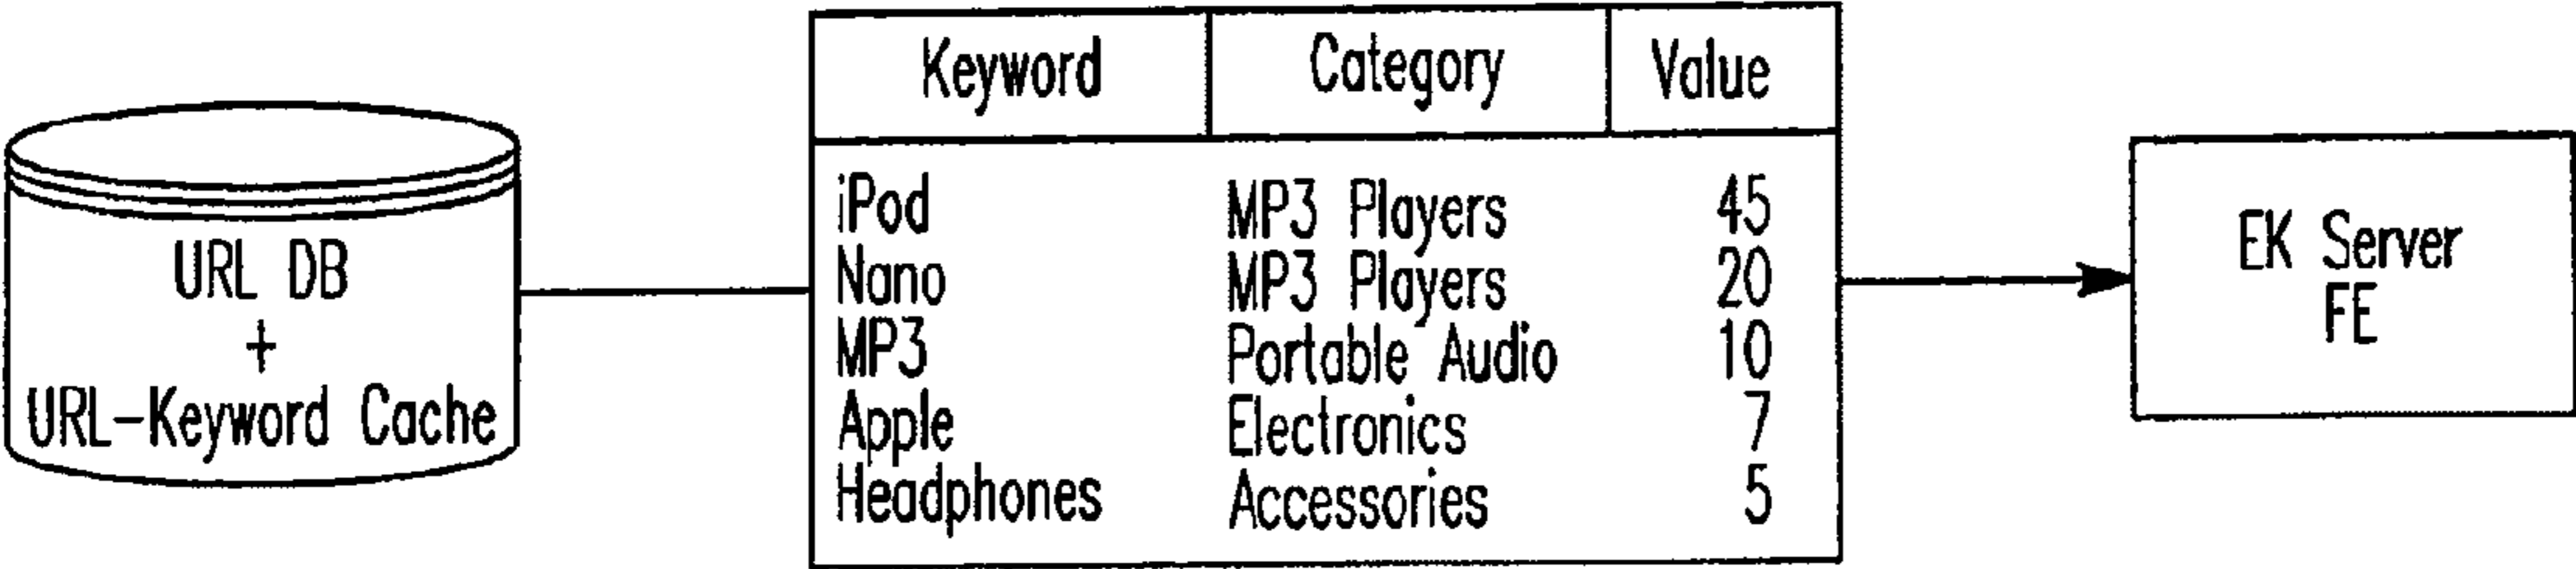 URL DB
+
URL-Keyword Cache
Keyword Category Value
iPod MP3 Players 45
Nano MP3 Players 20
MP3 Portable Audio 10
Apple Electronics 7
Headphones Accessories 5
EK Server
FE